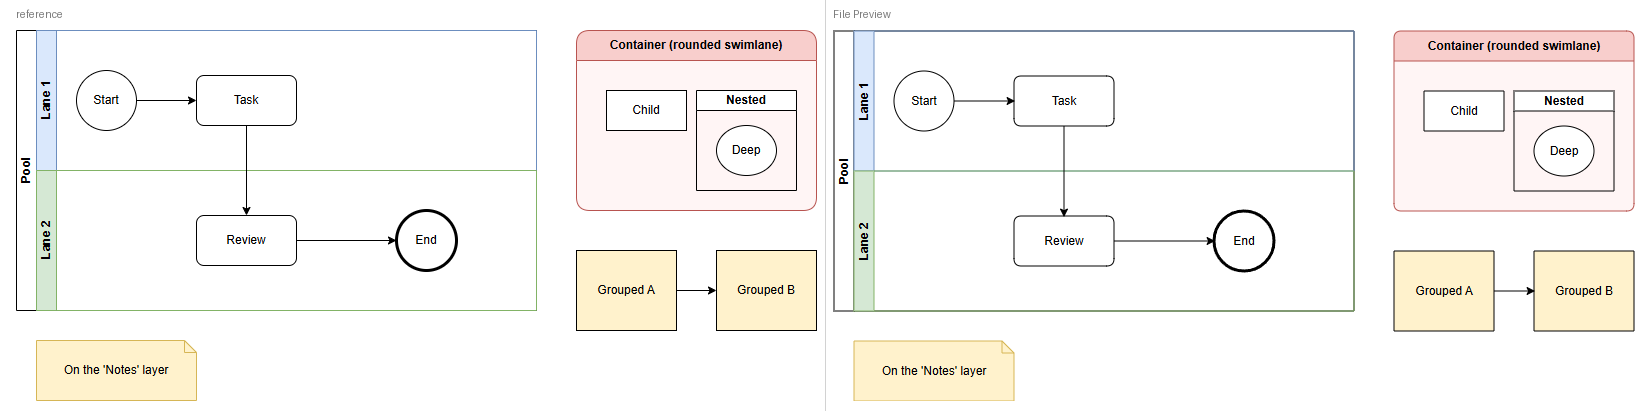 reference
Pool
Lane 1
Start
Task
Lane 2
Review
End
Container (rounded swimlane)
Child
Nested
Deep
Grouped A
Grouped B
On the 'Notes' layer
File Preview
Pool
Lane 1
Start
Task
Lane 2
Review
End
Container (rounded swimlane)
Child
Nested
Deep
Grouped A
Grouped B
On the 'Notes' layer